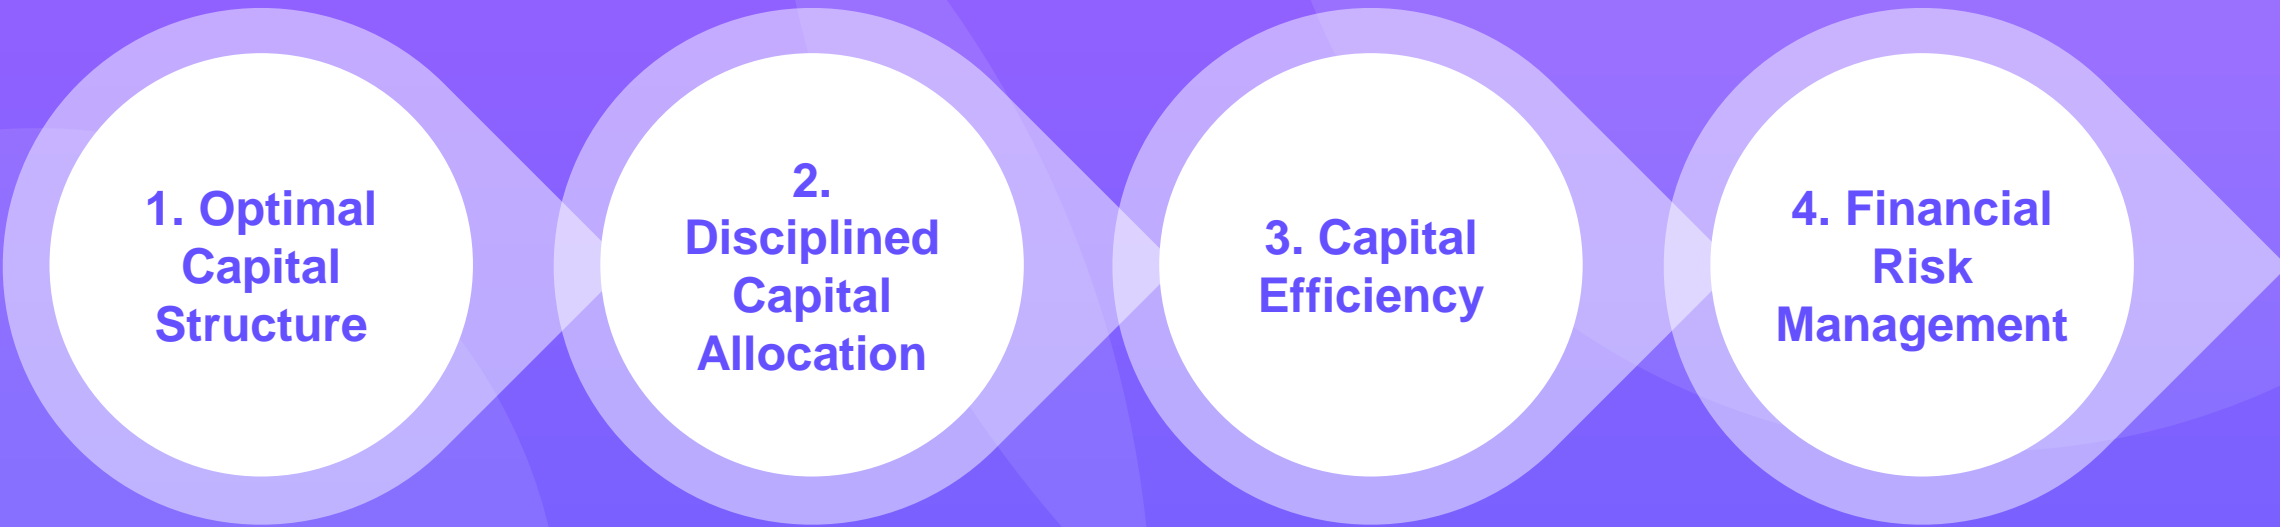 1. Optimal
Capital
Structure
2.
Disciplined
Capital
Allocation
3. Capital
Efficiency
4. Financial
Risk
Management